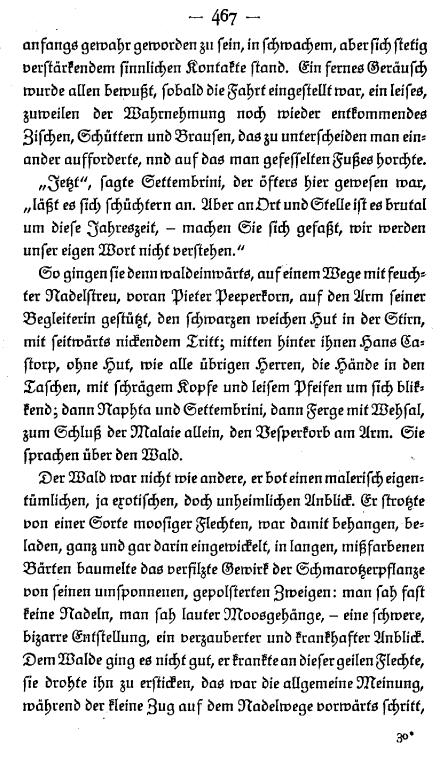 — 467 —
anfangs gewahr geworden zu sein, in schwachem, aber sich stetig
verstärkendem sinnlichen Kontakte stand. Ein fernes Geräusch
wurde allen bewußt, sobald die Fahrt eingestellt war, ein leises,
zuweilen der Wahrnehmung noch wieder entkommendes
Zischen, Schüttern und Brausen, das zu unterscheiden man ein-
ander aufforderte, nnd auf das man gefesselten Fußes horchte.
„Jetzt“, sagte Settembrini, der öfters hier gewesen war,
„läßt es sich schüchtern an. Aber an Ort und Stelle ist es brutal
um diese Jahreszeit, – machen Sie sich gefaßt, wir werden
unser eigen Wort nicht verstehen.“
So gingen sie denn waldeinwärts, auf einem Wege mit feuch-
ter Nadelstreu, voran Pieter Peeperkorn, auf den Arm seiner
Begleiterin gestützt, den schwarzen weichen Hut in der Stirn,
mit seitwärts nickendem Tritt; mitten hinter ihnen Hans Ca-
storp, ohne Hut, wie alle übrigen Herren, die Hände in den
Taschen, mit schrägem Kopfe und leisem Pfeifen um sich blik-
kend; dann Naphta und Settembrini, dann Ferge mit Wehsal,
zum Schluß der Malaie allein, den Vesperkorb am Arm. Sie
sprachen über den Wald.
Der Wald war nicht wie andere, er bot einen malerisch eigen-
tümlichen, ja exotischen, doch unheimlichen Anblick. Er strotzte
von einer Sorte moosiger Flechten, war damit behangen, be-
laden, ganz und gar darin eingewickelt, in langen, mißfarbenen
Bärten baumelte das verfilzte Gewirk der Schmarotzerpflanze
von seinen umsponnenen, gepolsterten Zweigen: man sah fast
keine Nadeln, man sah lauter Moosgehänge, – eine schwere,
bizarre Entstellung, ein verzauberter und krankhafter Anblick.
Dem Walde ging es nicht gut, er krankte an dieser geilen Flechte,
sie drohte ihn zu ersticken, das war die allgemeine Meinung,
während der kleine Zug auf dem Nadelwege vorwärts schritt,
30*